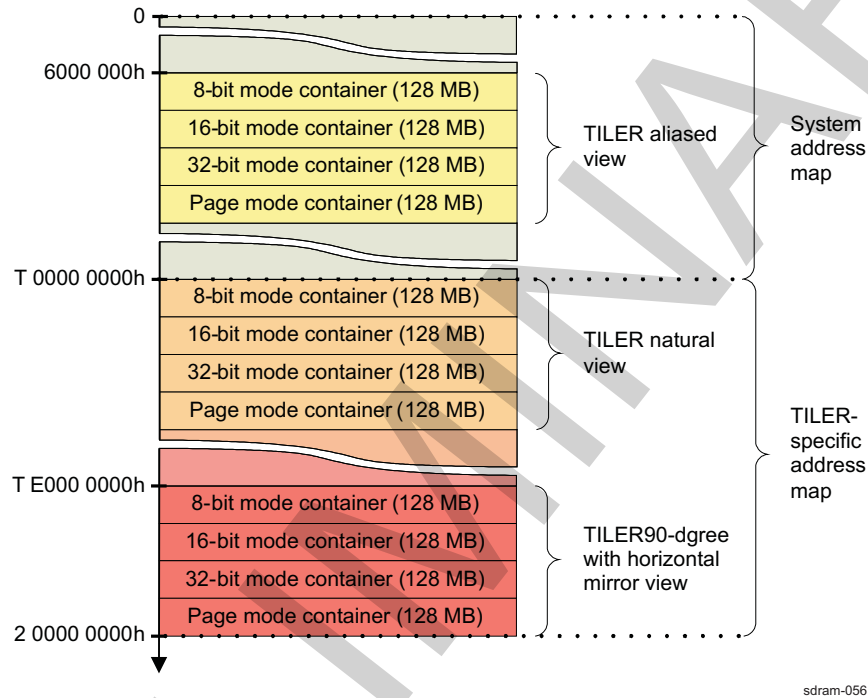 0
6000 000h
8-bit mode container (128 MB)
16-bit mode container (128 MB)
32-bit mode container (128 MB)
Page mode container (128 MB)
TILER aliased
view
System
address
map
T 0000 0000h
8-bit mode container (128 MB)
16-bit mode container (128 MB)
32-bit mode container (128 MB)
Page mode container (128 MB)
TILER natural
view
TILER-
specific
address
map
T E000 0000h
8-bit mode container (128 MB)
16-bit mode container (128 MB)
32-bit mode container (128 MB)
Page mode container (128 MB)
TILER90-dgree
with horizontal
mirror view
2 0000 0000h
sdram-056